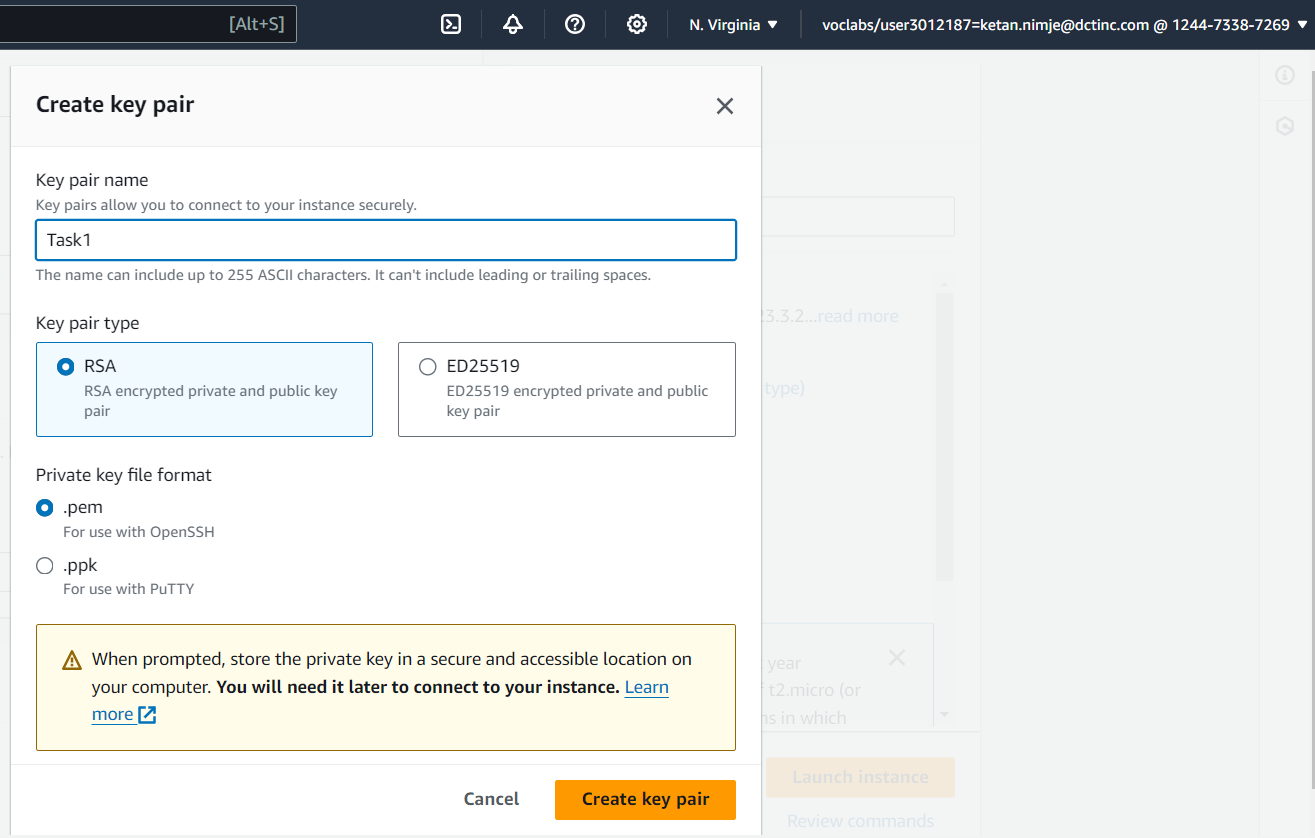 [Alt+S]
N. Virginia
voclabs/user3012187=ketan.nimje@dctinc.com @ 1244-7338-7269
Create key pair
Key pair name
Key pairs allow you to connect to your instance securely.
Task1
The name can include up to 255 ASCII characters. It can't include leading or trailing spaces.
23.3.2...read more
Key pair type
RSA
RSA encrypted private and public key
pair
ED25519
ED25519 encrypted private and public
key pair
type)
Private key file format
.pem
For use with OpenSSH
.ppk
For use with PuTTY
When prompted, store the private key in a secure and accessible location on
your computer. You will need it later to connect to your instance. Learn
more
year
t2.micro (or
in which
Cancel
Create key pair
Launch instance
Review commands